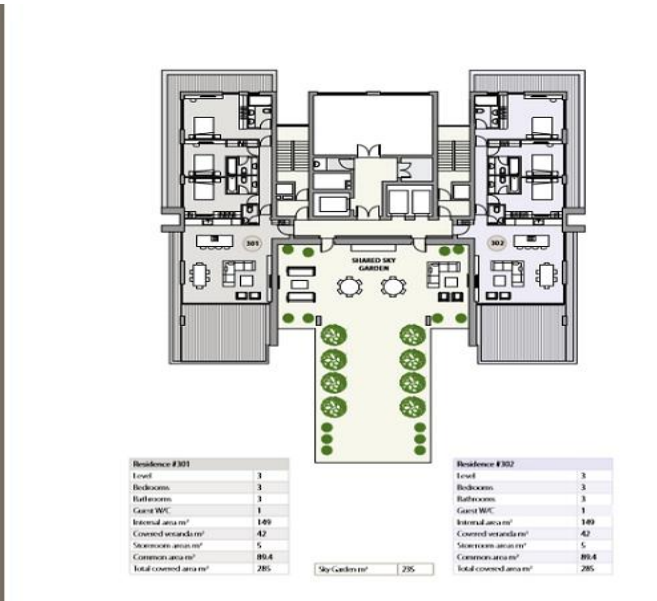 301
302
SHARED SKY
GARDEN
Residence #301
Level 3
Bedrooms 3
Bathrooms 3
Guest W/C 1
Internal area m² 149
Covered veranda m² 42
Storeroom areas m² 5
Common area m² 89.4
Total covered area m² 285
Sky Garden m² 235
Residence #302
Level 3
Bedrooms 3
Bathrooms 3
Guest W/C 1
Internal area m² 149
Covered veranda m² 42
Storeroom areas m² 5
Common area m² 89.4
Total covered area m² 285